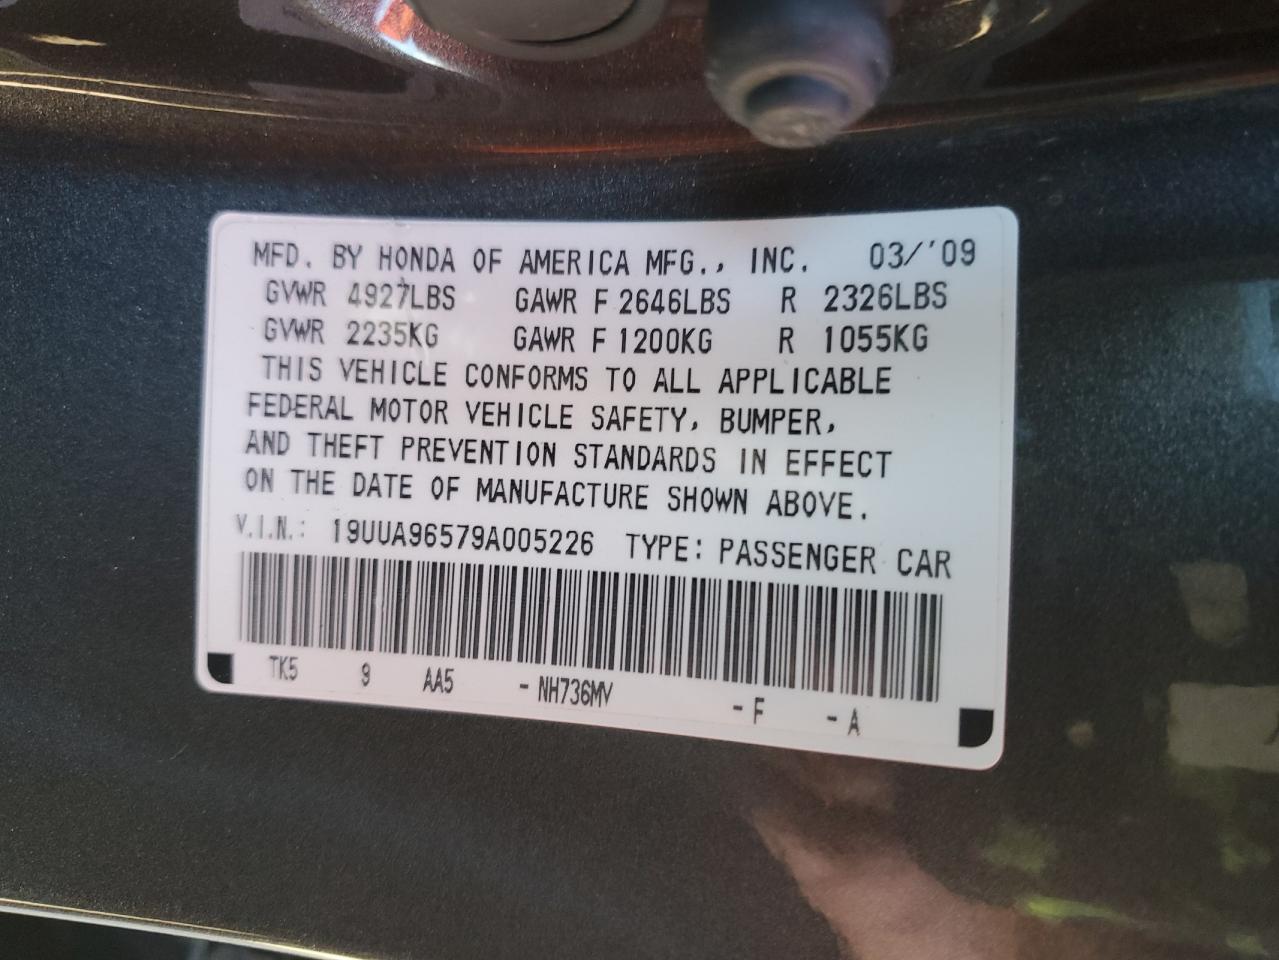 MFD. BY HONDA OF AMERICA MFG., INC. 03/'09
GVWR 4927LBS GAWR F 2646LBS R 2326LBS
GVWR 2235KG GAWR F 1200KG R 1055KG
THIS VEHICLE CONFORMS TO ALL APPLICABLE
FEDERAL MOTOR VEHICLE SAFETY, BUMPER,
AND THEFT PREVENTION STANDARDS IN EFFECT
ON THE DATE OF MANUFACTURE SHOWN ABOVE.
V.I.N.: 19UUA96579A005226 TYPE: PASSENGER CAR
TK5 9 AA5 -NH736MV -F -A